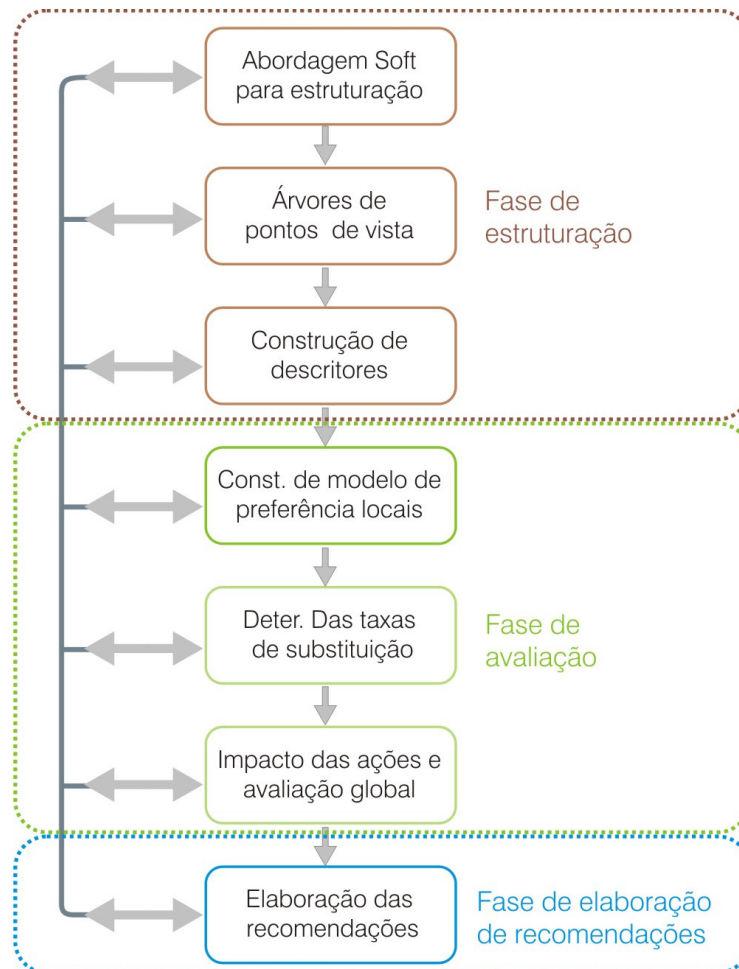 Abordagem Soft
para estruturação
Árvores de
pontos de vista
Fase de
estruturação
Construção de
descritores
Const. de modelo de
preferência locais
Deter. Das taxas
de substituição
Fase de
avaliação
Impacto das ações e
avaliação global
Elaboração das
recomendações
Fase de elaboração
de recomendações